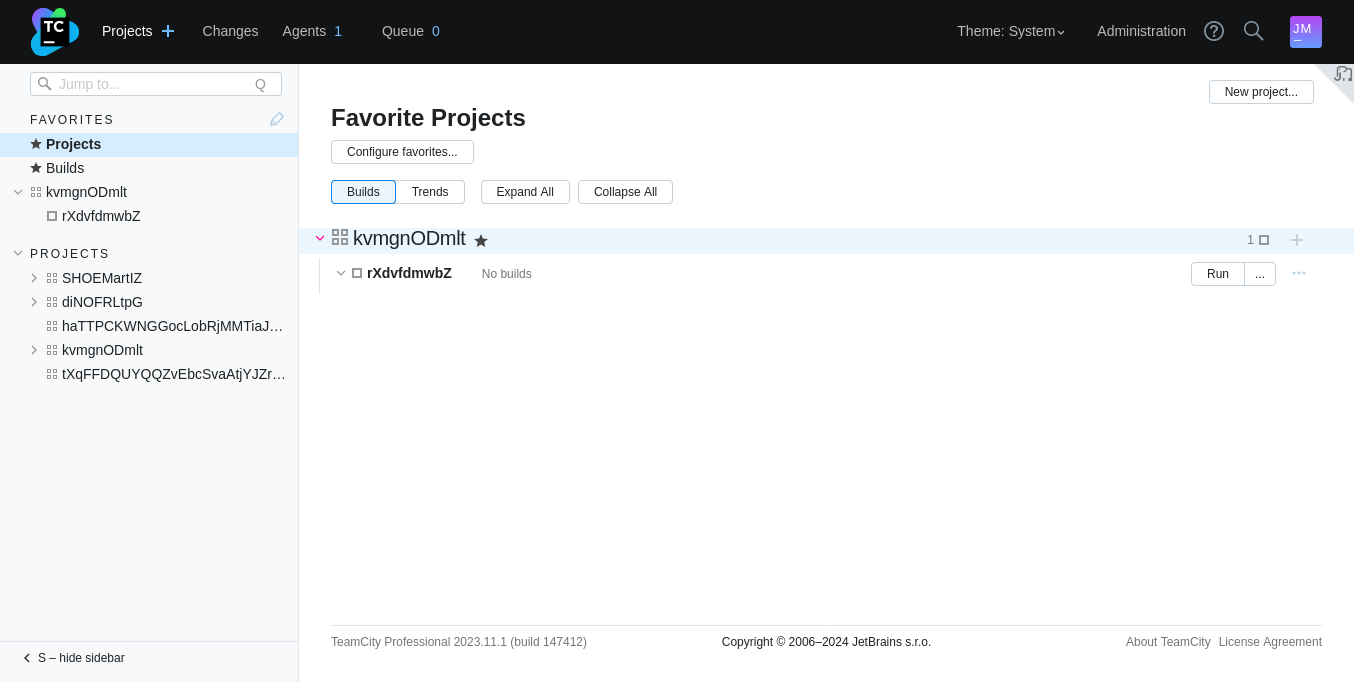 TC
Projects
Changes
Agents 1
Queue 0
Theme: System
Administration
JM
Jump to...
Q
FAVORITES
Projects
Builds
kvmgnODmlt
rXdvfdmwbZ
PROJECTS
SHOEMartIZ
diNOFRLtpG
haTTPCKWNGGocLobRjMMTiaJ…
kvmgnODmlt
tXqFFDQUYQQZvEbcSvaAtjYJZr…
S – hide sidebar
New project...
Favorite Projects
Configure favorites...
Builds
Trends
Expand All
Collapse All
kvmgnODmlt
1
rXdvfdmwbZ
No builds
Run
...
TeamCity Professional 2023.11.1 (build 147412)
Copyright © 2006–2024 JetBrains s.r.o.
About TeamCity
License Agreement